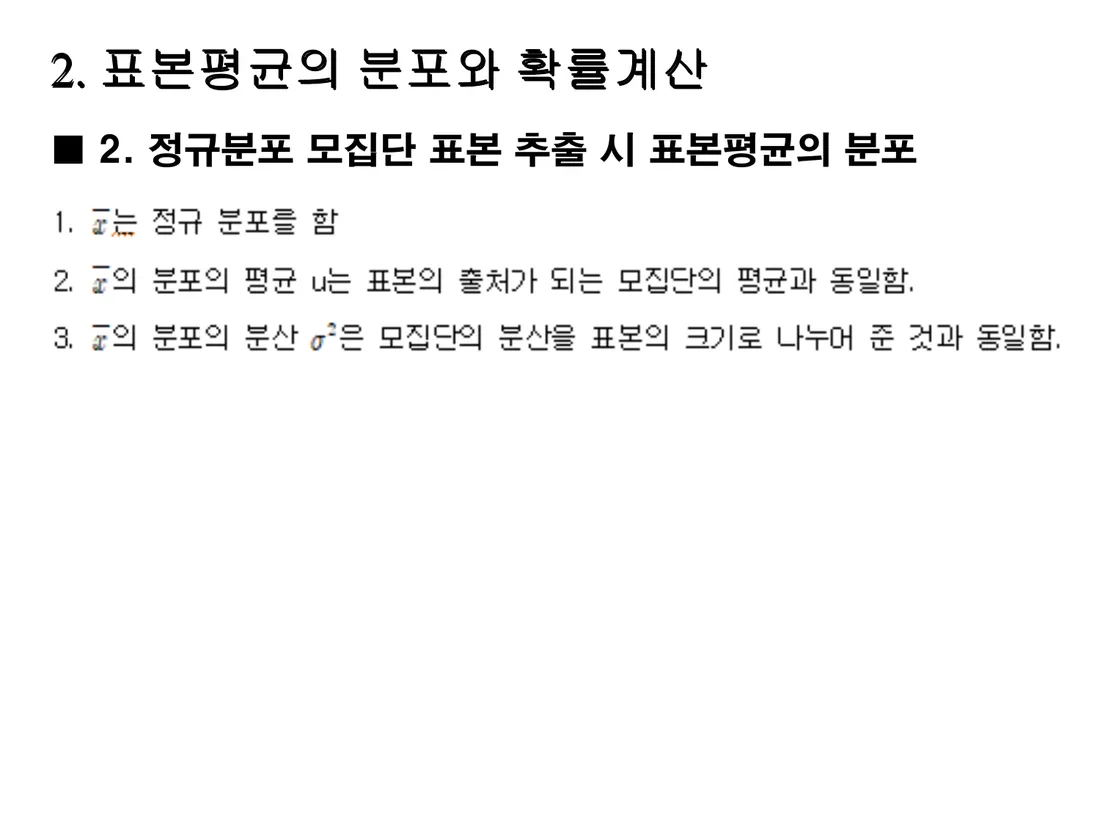 2. 표본평균의 분포와 확률계산
■ 2. 정규분포 모집단 표본 추출 시 표본평균의 분포
1. x̄는 정규 분포를 함
2. x̄의 분포의 평균 u는 표본의 출처가 되는 모집단의 평균과 동일함.
3. x̄의 분포의 분산 σ²은 모집단의 분산을 표본의 크기로 나누어 준 것과 동일함.